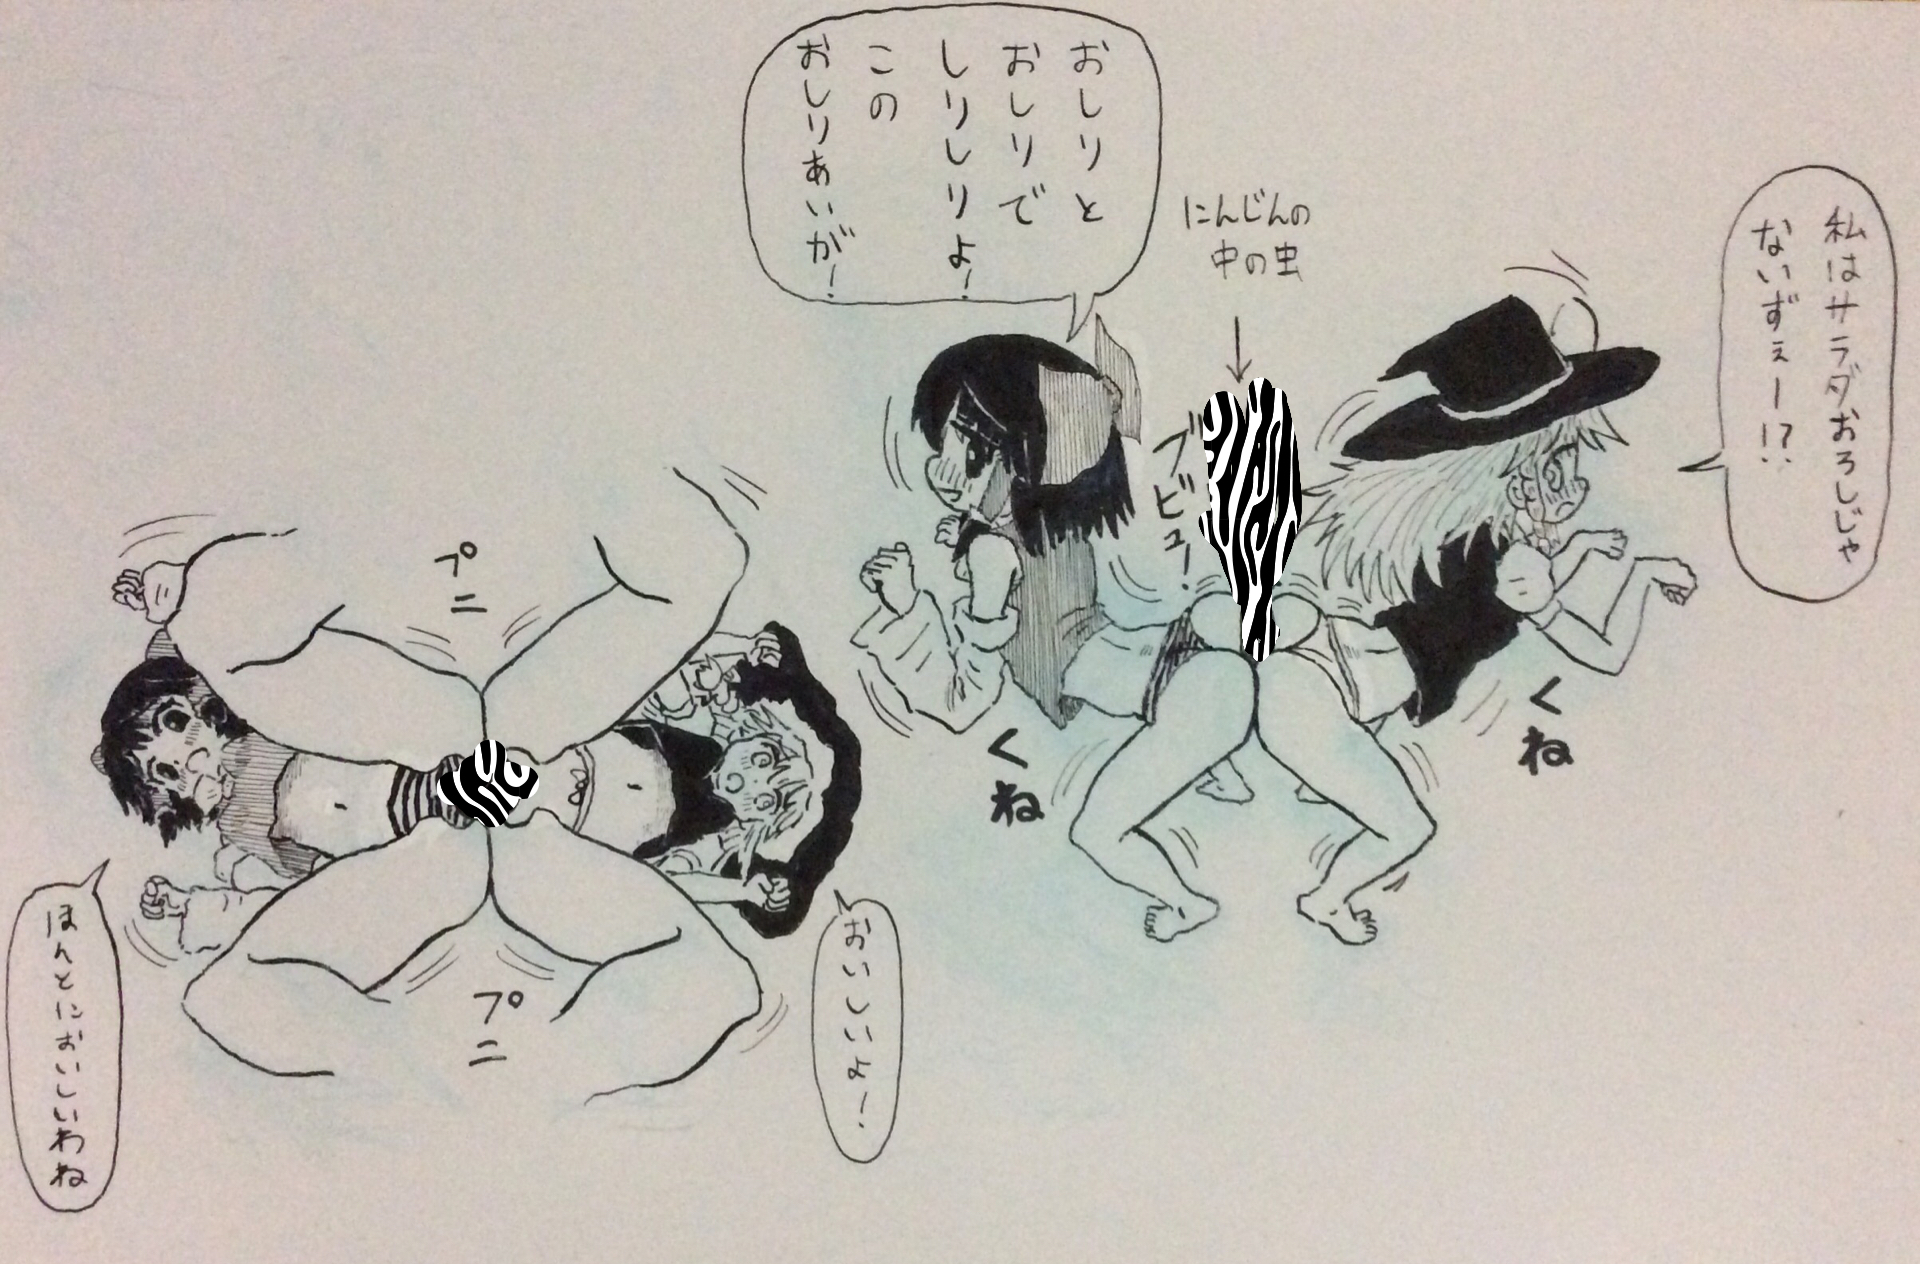 私はサラダおろしじゃ
ないずぇー!?
にんじんの
中の虫
おしりと
おしりで
しりしりよ!
この
おしりあいが!
ブビュー!
くね
くね
プニ
プニ
おいしいよー!
ほんとにおいしいわね